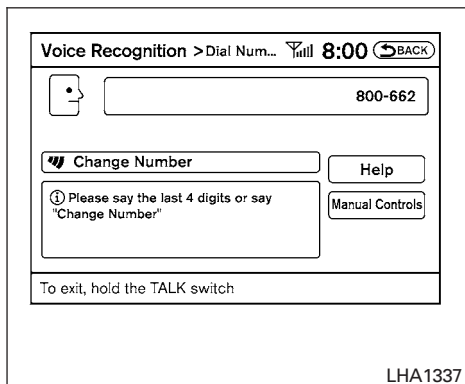 Voice Recognition > Dial Num... 8:00 BACK
800-662
Change Number
Help
Please say the last 4 digits or say
"Change Number"
Manual Controls
To exit, hold the TALK switch
LHA1337